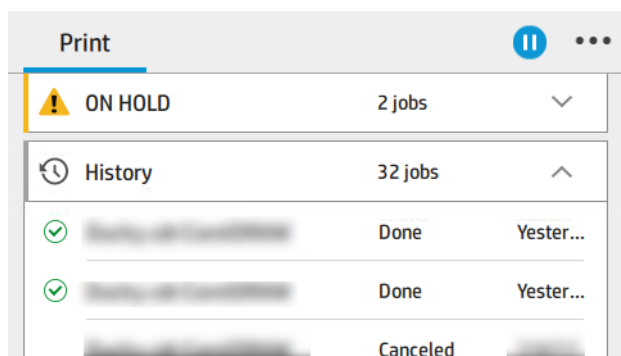 Print
ON HOLD 2 jobs
History 32 jobs
Done Yester...
Done Yester...
Canceled